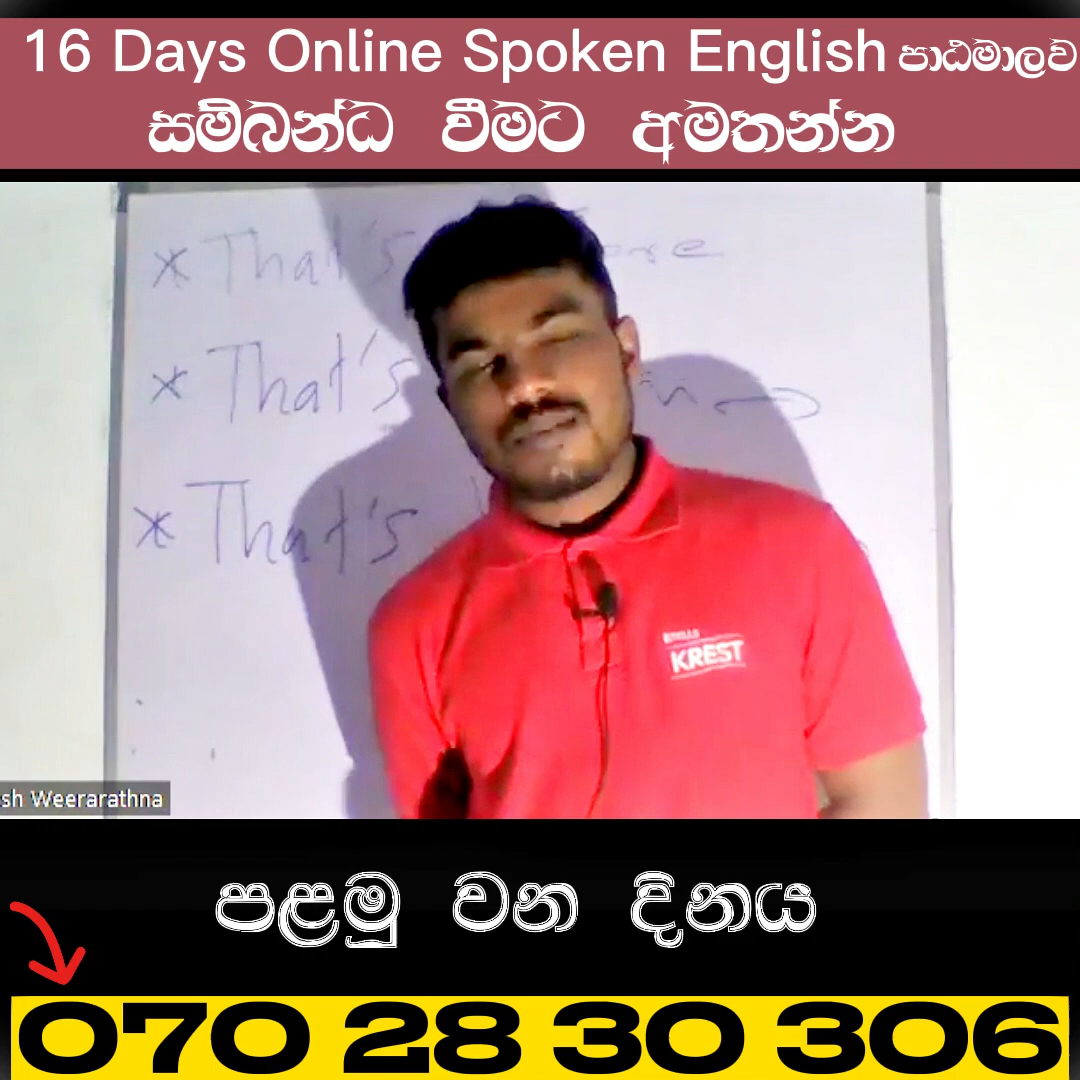 16 Days Online Spoken English පාඨමාලාව
සම්බන්ධ වීමට අමතන්න
* That's
* That's
* That's
KREST
sh Weerarathna
පළමු වන දිනය
070 28 30 306